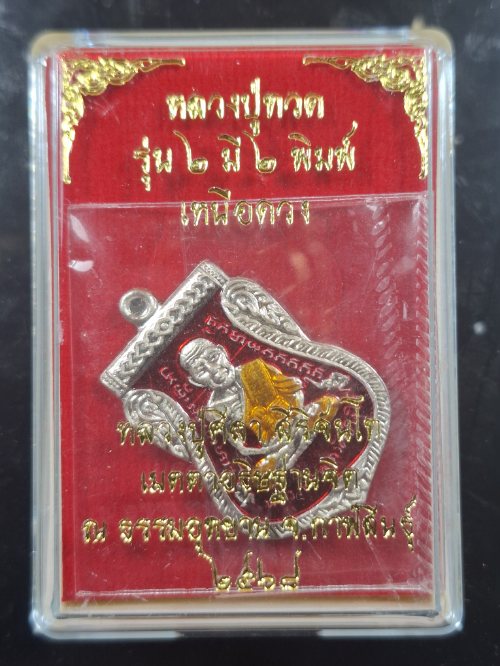 หลวงปู่ทวด
รุ่น ๒ มี ๒ พิมพ์
เหนือดวง
หลวงปู่ศิลา สิริจนฺโท
เมตตาอธิษฐานจิต
ณ ธรรมอุทยาน จ.กาฬสินธุ์
๒๕๖๘